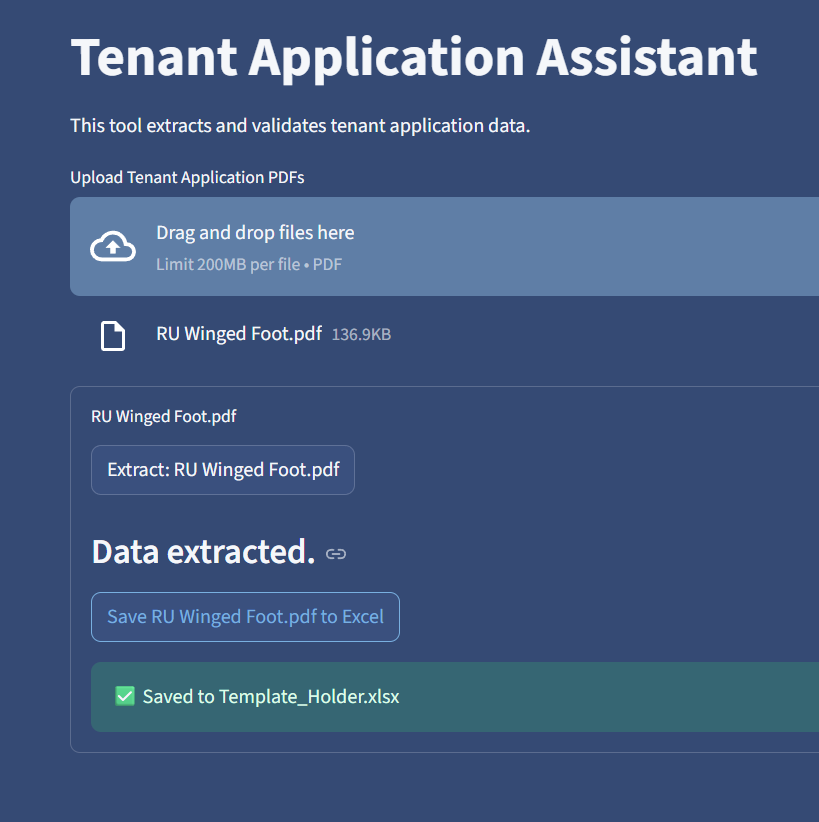 Tenant Application Assistant
This tool extracts and validates tenant application data.
Upload Tenant Application PDFs
Drag and drop files here
Limit 200MB per file • PDF
RU Winged Foot.pdf 136.9KB
RU Winged Foot.pdf
Extract: RU Winged Foot.pdf
Data extracted.
Save RU Winged Foot.pdf to Excel
✅ Saved to Template_Holder.xlsx